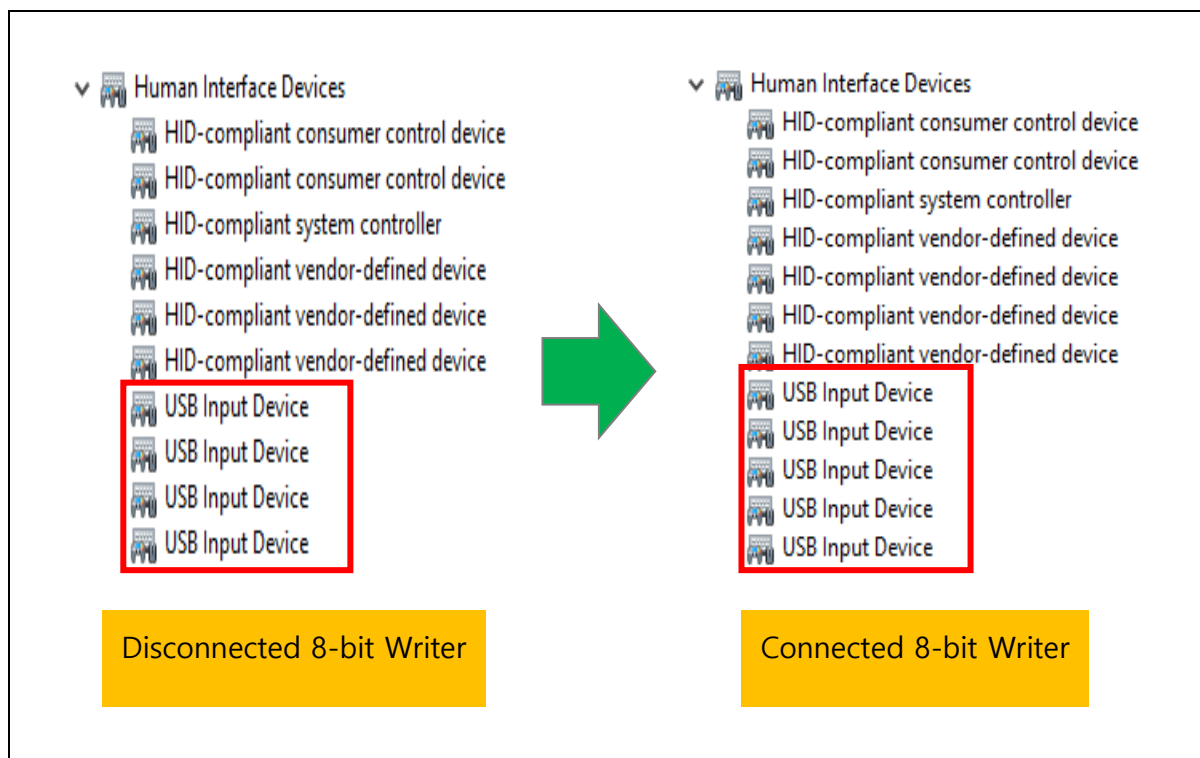 Human Interface Devices
HID-compliant consumer control device
HID-compliant consumer control device
HID-compliant system controller
HID-compliant vendor-defined device
HID-compliant vendor-defined device
HID-compliant vendor-defined device
USB Input Device
USB Input Device
USB Input Device
USB Input Device
Disconnected 8-bit Writer
Human Interface Devices
HID-compliant consumer control device
HID-compliant consumer control device
HID-compliant system controller
HID-compliant vendor-defined device
HID-compliant vendor-defined device
HID-compliant vendor-defined device
HID-compliant vendor-defined device
USB Input Device
USB Input Device
USB Input Device
USB Input Device
USB Input Device
Connected 8-bit Writer